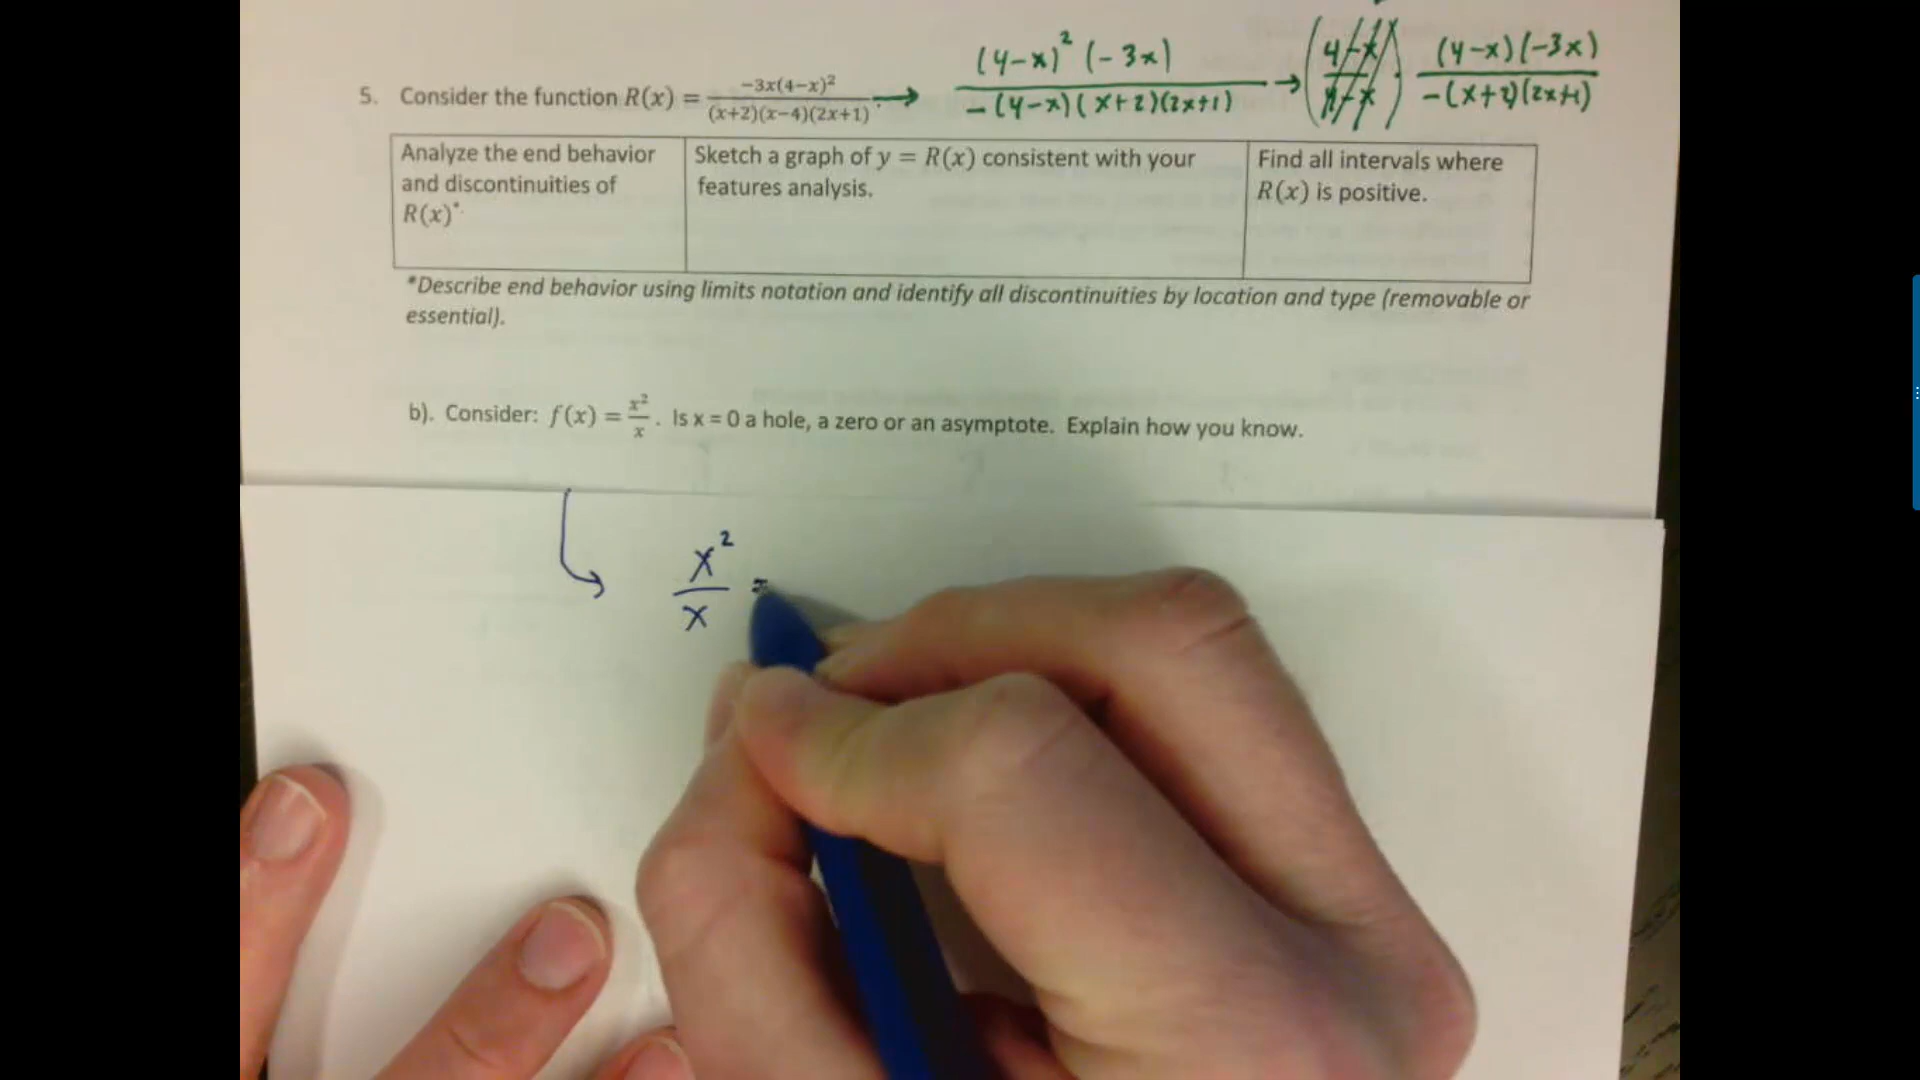 5. Consider the function R(x) = −3x(4−x)² / (x+2)(x−4)(2x+1) → (4-x)² (-3x) / -(4-x)(x+2)(2x+1) → (4-x / 4-x) · (4-x)(-3x) / -(x+2)(2x+1)
Analyze the end behavior
and discontinuities of
R(x)*
Sketch a graph of y = R(x) consistent with your
features analysis.
Find all intervals where
R(x) is positive.
*Describe end behavior using limits notation and identify all discontinuities by location and type (removable or
essential).
b). Consider: f(x) = x²/x . Is x = 0 a hole, a zero or an asymptote. Explain how you know.
x²/x =